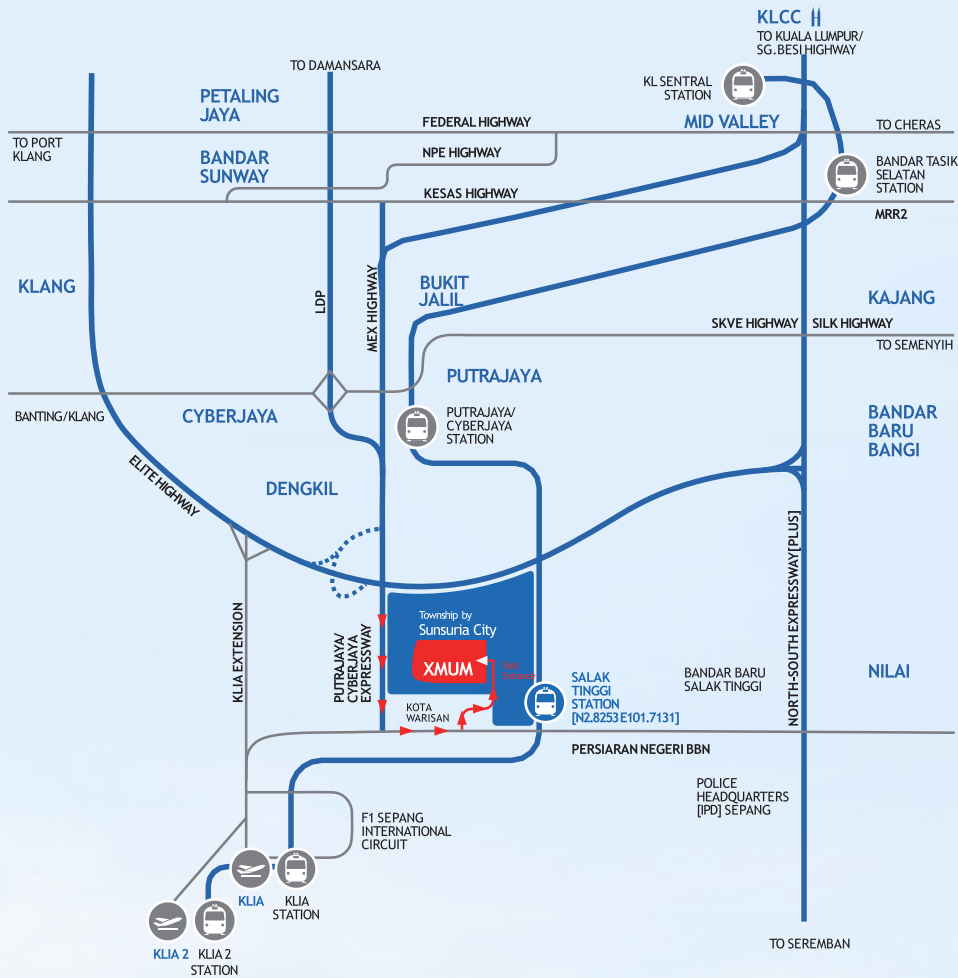 KLCC
TO KUALA LUMPUR/
SG.BESI HIGHWAY
TO DAMANSARA
KL SENTRAL
STATION
PETALING
JAYA
FEDERAL HIGHWAY
MID VALLEY
TO CHERAS
TO PORT
KLANG
NPE HIGHWAY
BANDAR
SUNWAY
BANDAR TASIK
SELATAN
STATION
KESAS HIGHWAY
MRR2
KLANG
LDP
MEX HIGHWAY
BUKIT
JALIL
KAJANG
SKVE HIGHWAY
SILK HIGHWAY
TO SEMENYIH
PUTRAJAYA
BANTING/KLANG
CYBERJAYA
PUTRAJAYA/
CYBERJAYA
STATION
BANDAR
BARU
BANGI
ELITE HIGHWAY
DENGKIL
NORTH-SOUTH EXPRESSWAY[PLUS]
KLIA EXTENSION
PUTRAJAYA/
CYBERJAYA
EXPRESSWAY
Township by
Sunsuria City
XMUM
East
Entrance
SALAK
TINGGI
STATION
[N2.8253 E101.7131]
BANDAR BARU
SALAK TINGGI
NILAI
KOTA
WARISAN
PERSIARAN NEGERI BBN
POLICE
HEADQUARTERS
[IPD] SEPANG
F1 SEPANG
INTERNATIONAL
CIRCUIT
KLIA
KLIA
STATION
KLIA 2
KLIA 2
STATION
TO SEREMBAN